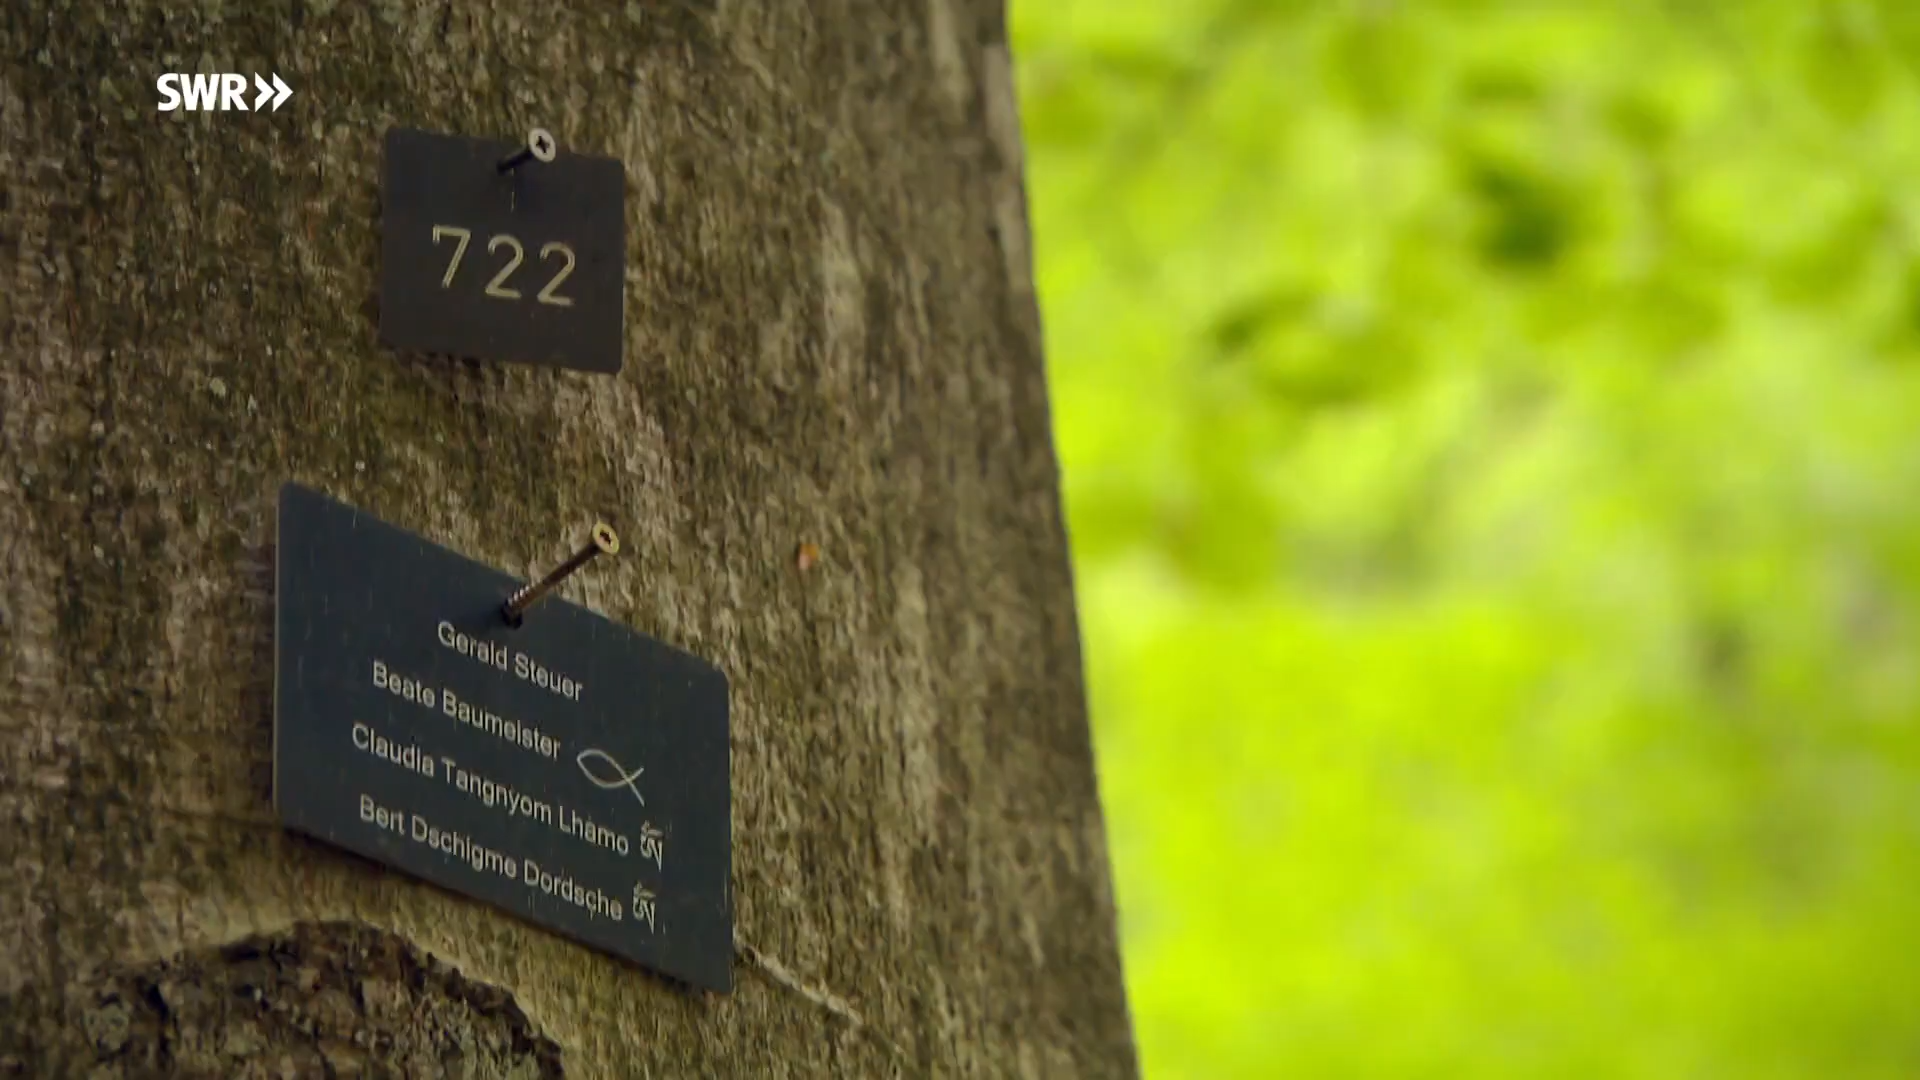 SWR
722
Gerald Steuer
Beate Baumeister
Claudia Tangnyom Lhamo ༀ
Bert Dschigme Dordsche ༀ